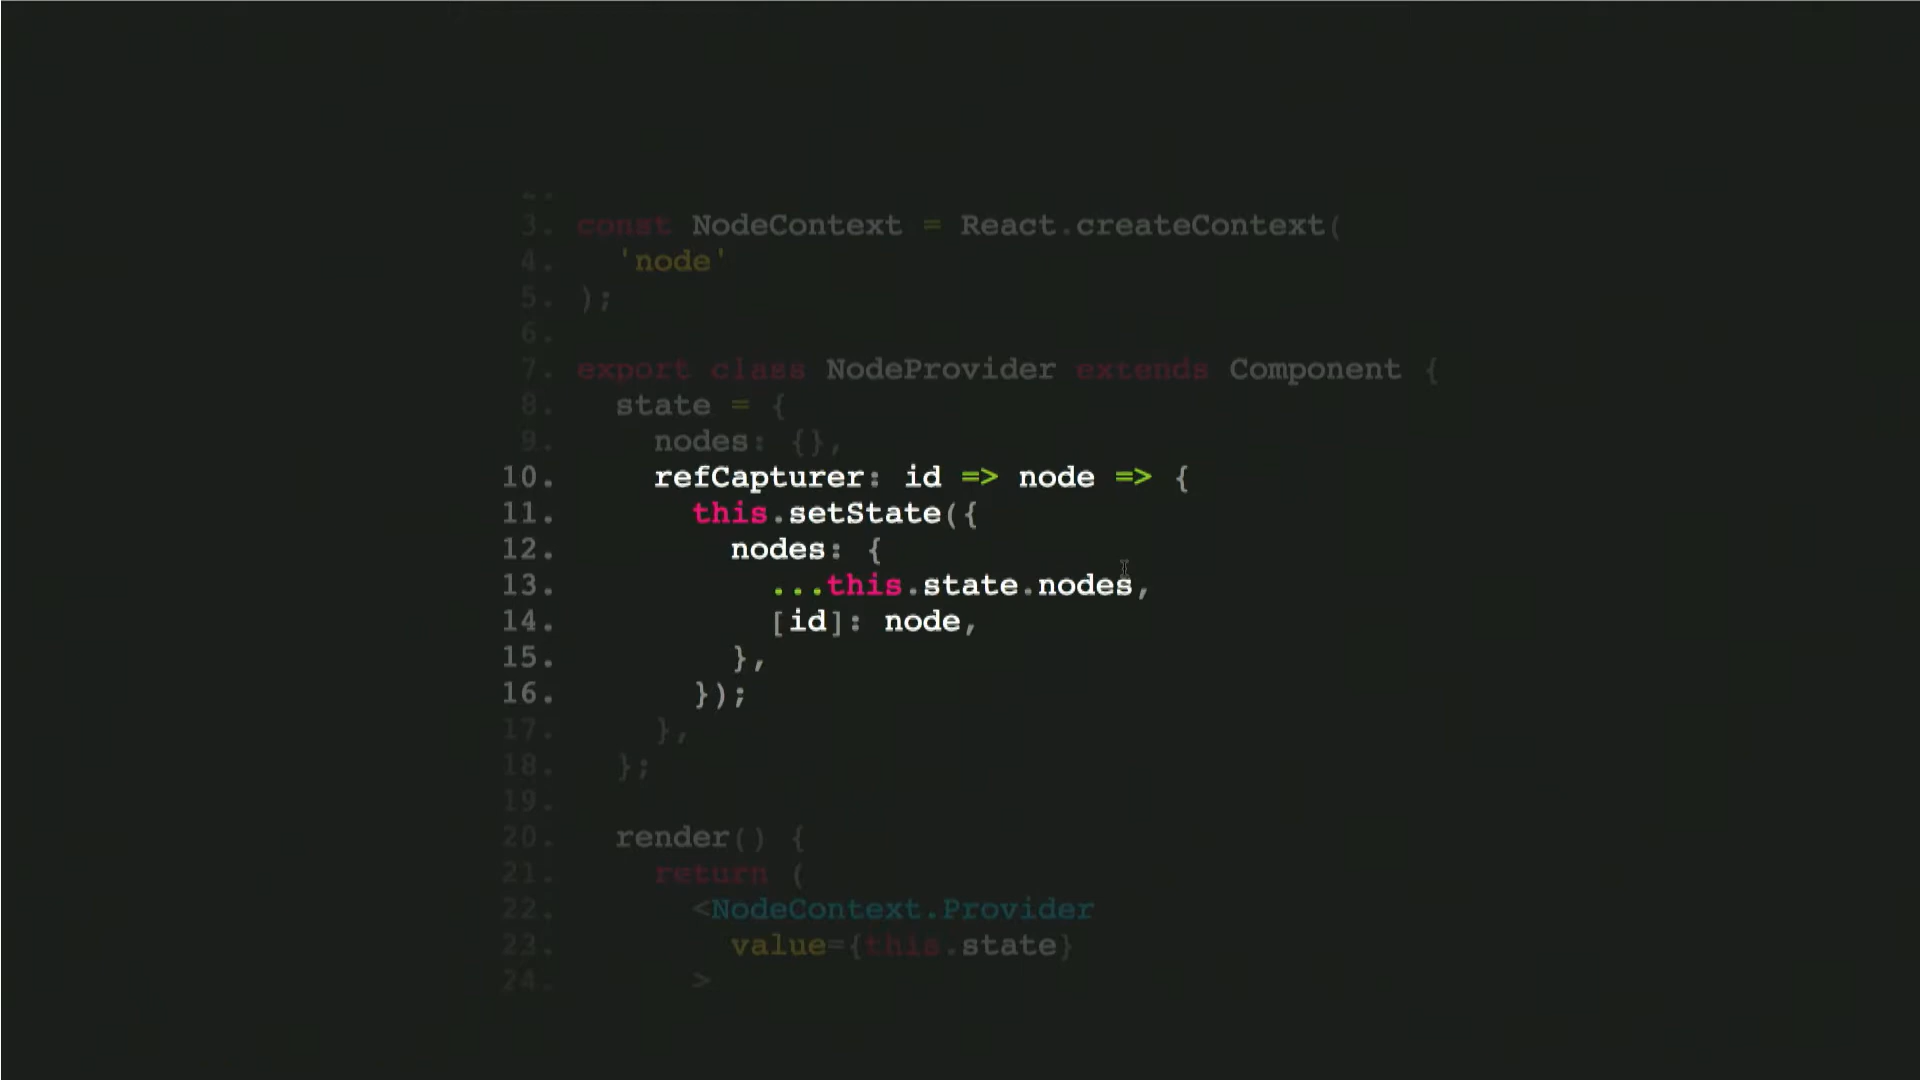 2.
3. const NodeContext = React.createContext(
4.   'node'
5. );
6.
7. export class NodeProvider extends Component {
8.   state = {
9.     nodes: {},
10.     refCapturer: id => node => {
11.       this.setState({
12.         nodes: {
13.           ...this.state.nodes,
14.           [id]: node,
15.         },
16.       });
17.     },
18.   };
19.
20.   render() {
21.     return (
22.       <NodeContext.Provider
23.         value={this.state}
24.       >